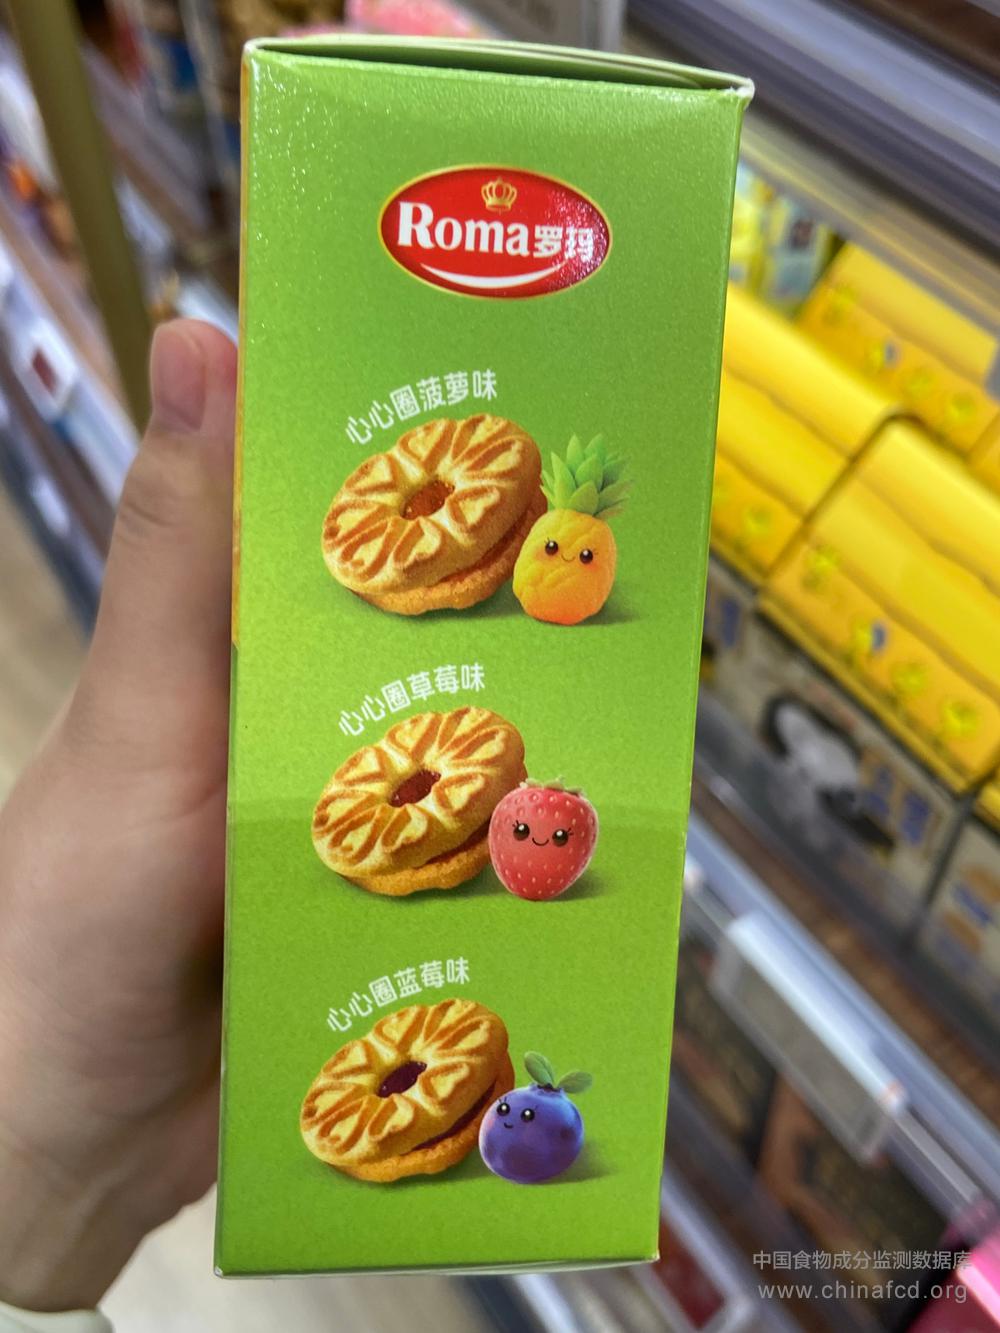 Roma罗玛
心心圈菠萝味
心心圈草莓味
心心圈蓝莓味
中国食物成分监测数据库
www.chinafcd.org